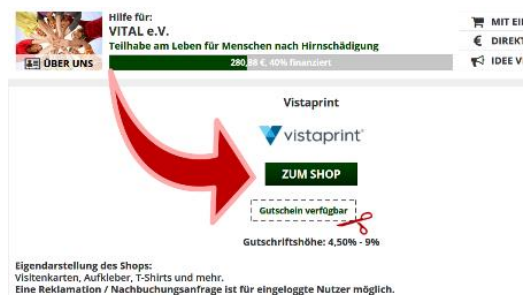 Hilfe für:
VITAL e.V.
Teilhabe am Leben für Menschen nach Hirnschädigung
ÜBER UNS
280,88 €, 40% finanziert
MIT EI
€ DIREKT
IDEE V
Vistaprint
vistaprint
ZUM SHOP
Gutschein verfügbar
Gutschriftshöhe: 4,50% - 9%
Eigendarstellung des Shops:
Visitenkarten, Aufkleber, T-Shirts und mehr.
Eine Reklamation / Nachbuchungsanfrage ist für eingeloggte Nutzer möglich.